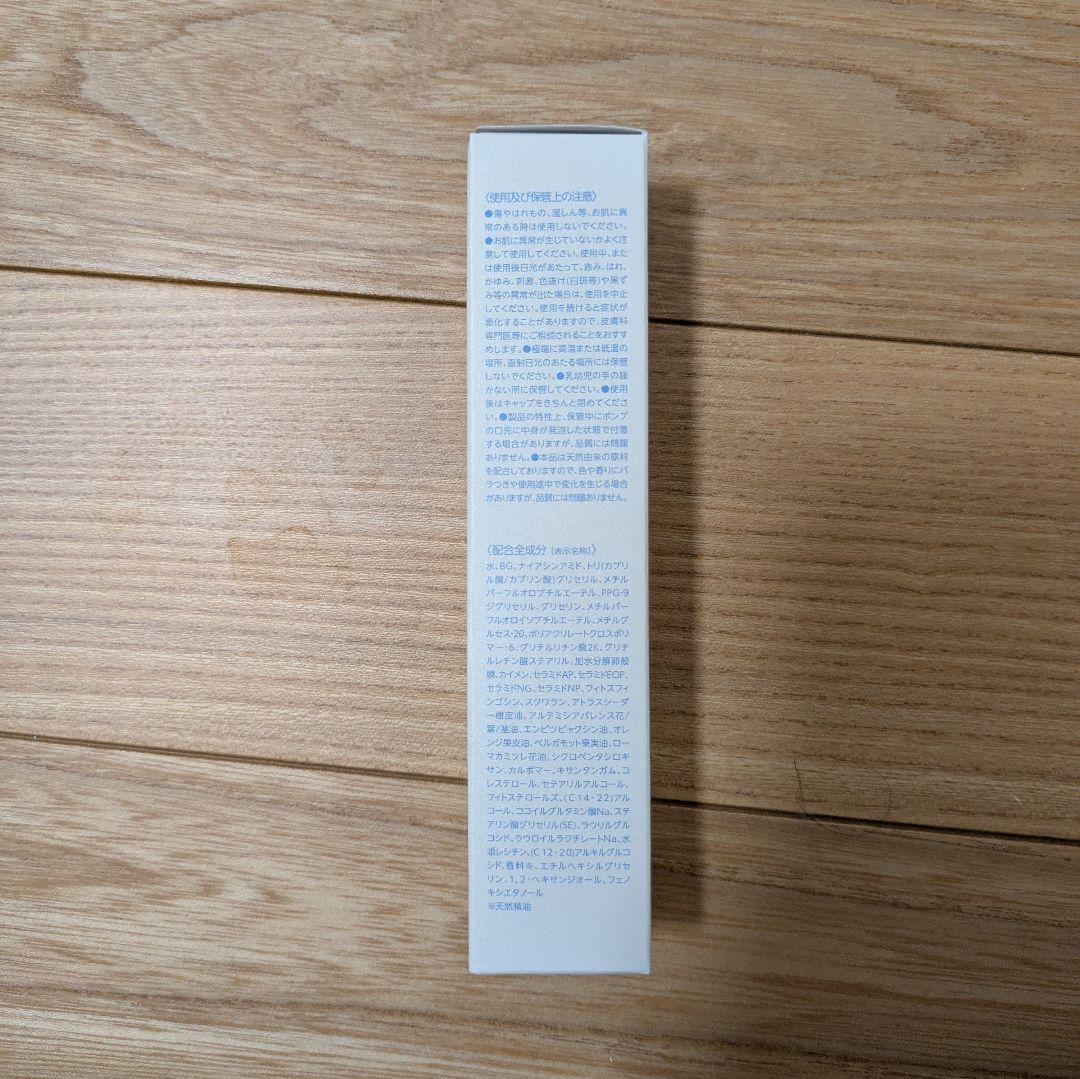 〈使用及び保管上の注意〉
●傷やはれもの、湿しん等、お肌に異
常のある時は使用しないでください。
●お肌に異常が生じていないかよく注
意して使用してください。使用中、また
は使用後日光があたって、赤み、はれ、
かゆみ、刺激、色抜け(白斑等)や黒ず
み等の異常が出た場合は、使用を中止
してください。使用を続けると症状が
悪化することがありますので、皮膚科
専門医等にご相談されることをおすす
めします。●極端に高温または低温の
場所、直射日光のあたる場所には保管
しないでください。●乳幼児の手の届
かない所に保管してください。●使用
後はキャップをきちんと閉めてくださ
い。●製品の特性上、保管中にポンプ
の口先に中身が発泡した状態で付着
する場合がありますが、品質には問題
ありません。●本品は天然由来の原料
を配合しておりますので、色や香りにバ
ラつきや使用途中で変化を生じる場合
がありますが、品質には問題ありません。
〈配合全成分 [表示名称]〉
水、BG、ナイアシンアミド、トリ(カプリ
ル酸/カプリン酸)グリセリル、メチル
パーフルオロブチルエーテル、PPG-9
ジグリセリル、グリセリン、メチルパー
フルオロイソブチルエーテル、メチルグ
ルセス-20、ポリアクリレートクロスポリ
マー-6、グリチルリチン酸2K、グリチ
ルレチン酸ステアリル、加水分解卵殻
膜、カイメン、セラミドAP、セラミドEOP、
セラミドNG、セラミドNP、フィトスフィ
ンゴシン、スクワラン、アトラスシーダ
ー樹皮油、アルテミシアパレンス花/
葉/茎油、エンピツビャクシン油、オレ
ンジ果皮油、ベルガモット果実油、ロー
マカミツレ花油、シクロペンタシロキ
サン、カルボマー、キサンタンガム、コ
レステロール、セテアリルアルコール、
フィトステロールズ、(C14-22)アル
コール、ココイルグルタミン酸Na、ステ
アリン酸グリセリル(SE)、ラウリルグル
コシド、ラウロイルラクチレートNa、水
添レシチン、(C12-20)アルキルグルコ
シド、香料※、エチルヘキシルグリセ
リン、1,2-ヘキサンジオール、フェノ
キシエタノール
※天然精油